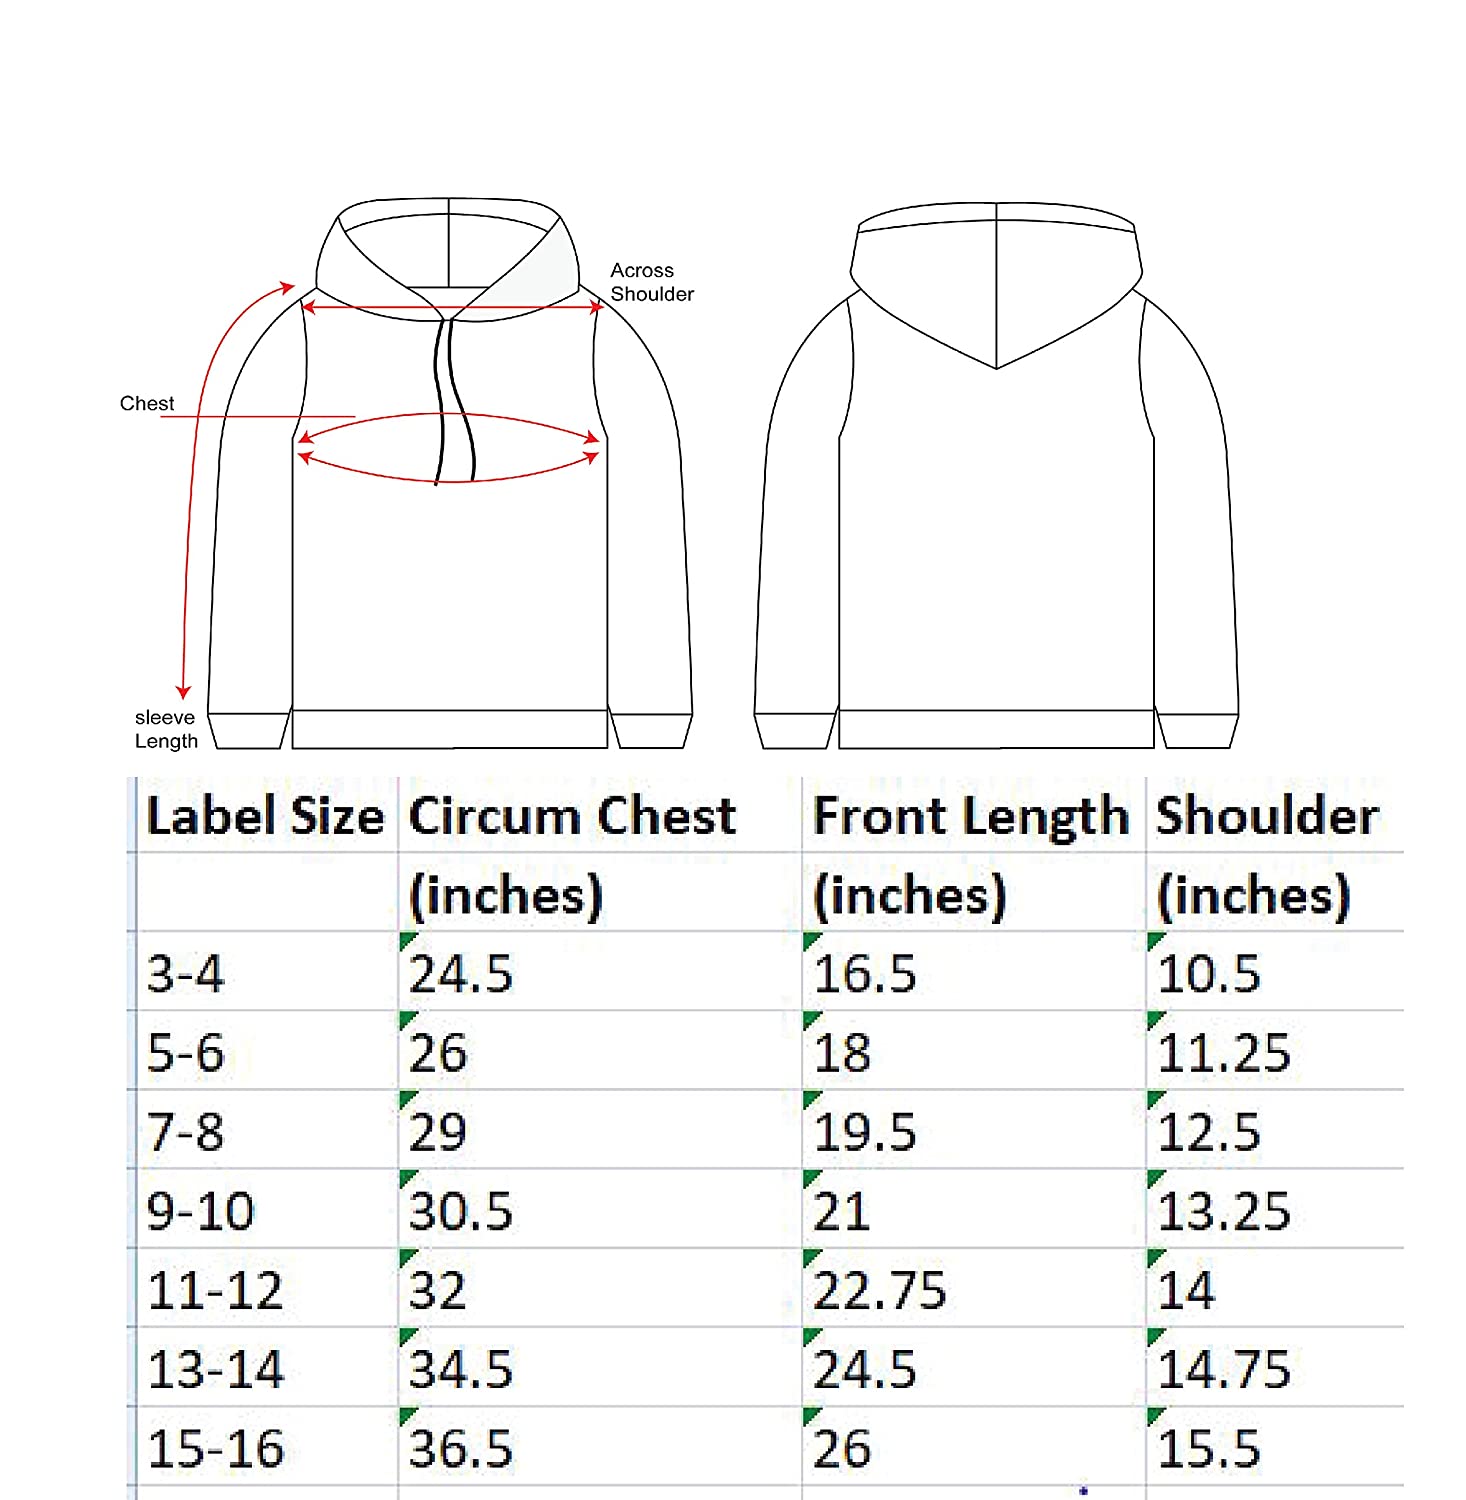 Across
Shoulder
Chest
sleeve
Length
Label Size Circum Chest Front Length Shoulder
(inches) (inches) (inches)
3-4 24.5 16.5 10.5
5-6 26 18 11.25
7-8 29 19.5 12.5
9-10 30.5 21 13.25
11-12 32 22.75 14
13-14 34.5 24.5 14.75
15-16 36.5 26 15.5